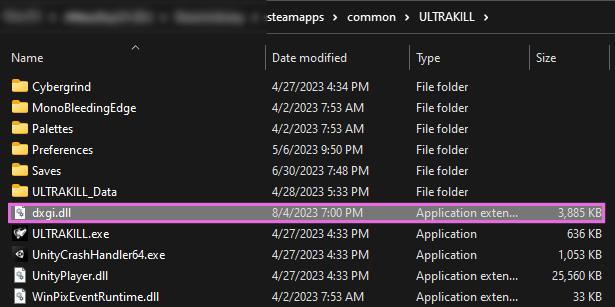 steamapps > common > ULTRAKILL >
Name Date modified Type Size
Cybergrind 4/27/2023 4:34 PM File folder
MonoBleedingEdge 4/2/2023 7:53 AM File folder
Palettes 4/2/2023 7:53 AM File folder
Preferences 5/6/2023 9:50 PM File folder
Saves 6/30/2023 7:48 PM File folder
ULTRAKILL_Data 4/28/2023 5:33 PM File folder
dxgi.dll 8/4/2023 7:00 PM Application exten... 3,885 KB
ULTRAKILL.exe 4/27/2023 4:33 PM Application 636 KB
UnityCrashHandler64.exe 4/27/2023 4:33 PM Application 1,053 KB
UnityPlayer.dll 4/27/2023 4:33 PM Application exten... 25,560 KB
WinPixEventRuntime.dll 4/2/2023 7:53 AM Application exten... 33 KB